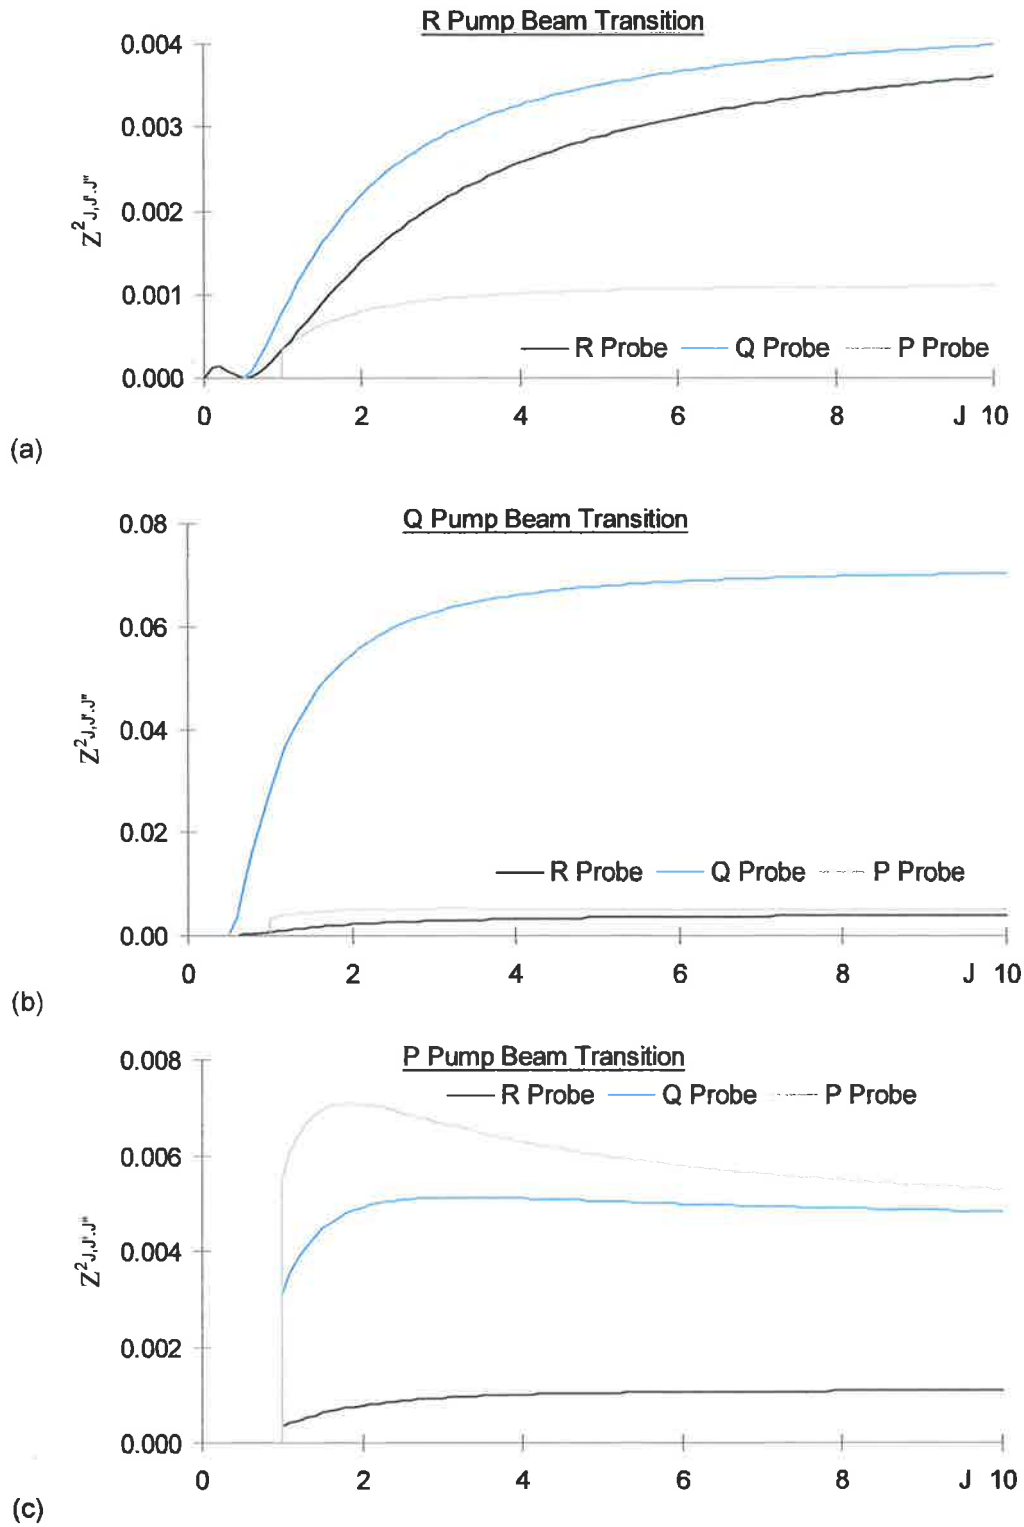 R Pump Beam Transition
0.004
0.003
0.002
0.001
0.000
Z²J,J'.J"
R Probe Q Probe P Probe
0 2 4 6 8 J 10
(a)
Q Pump Beam Transition
0.08
0.06
0.04
0.02
0.00
Z²J,J'.J"
R Probe Q Probe P Probe
0 2 4 6 8 J 10
(b)
P Pump Beam Transition
R Probe Q Probe P Probe
0.008
0.006
0.004
0.002
0.000
Z²J,J'.J"
0 2 4 6 8 J 10
(c)